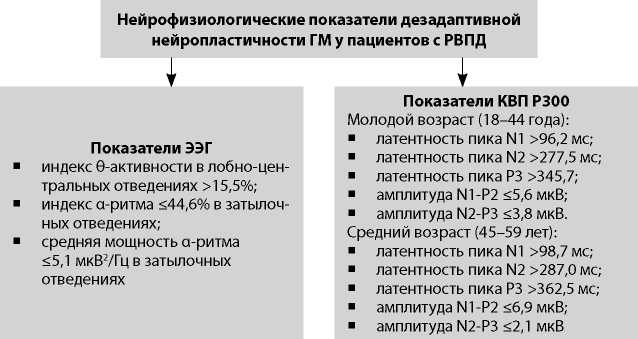 Нейрофизиологические показатели дезадаптивной
нейропластичности ГМ у пациентов с РВПД
Показатели ЭЭГ
▪ индекс θ-активности в лобно-цен-
тральных отведениях >15,5%;
▪ индекс α-ритма ≤44,6% в затылоч-
ных отведениях;
▪ средняя мощность α-ритма
≤5,1 мкВ²/Гц в затылочных
отведениях
Показатели КВП Р300
Молодой возраст (18–44 года):
▪ латентность пика N1 >96,2 мс;
▪ латентность пика N2 >277,5 мс;
▪ латентность пика P3 >345,7;
▪ амплитуда N1-P2 ≤5,6 мкВ;
▪ амплитуда N2-P3 ≤3,8 мкВ.
Средний возраст (45–59 лет):
▪ латентность пика N1 >98,7 мс;
▪ латентность пика N2 >287,0 мс;
▪ латентность пика P3 >362,5 мс;
▪ амплитуда N1-P2 ≤6,9 мкВ;
▪ амплитуда N2-P3 ≤2,1 мкВ